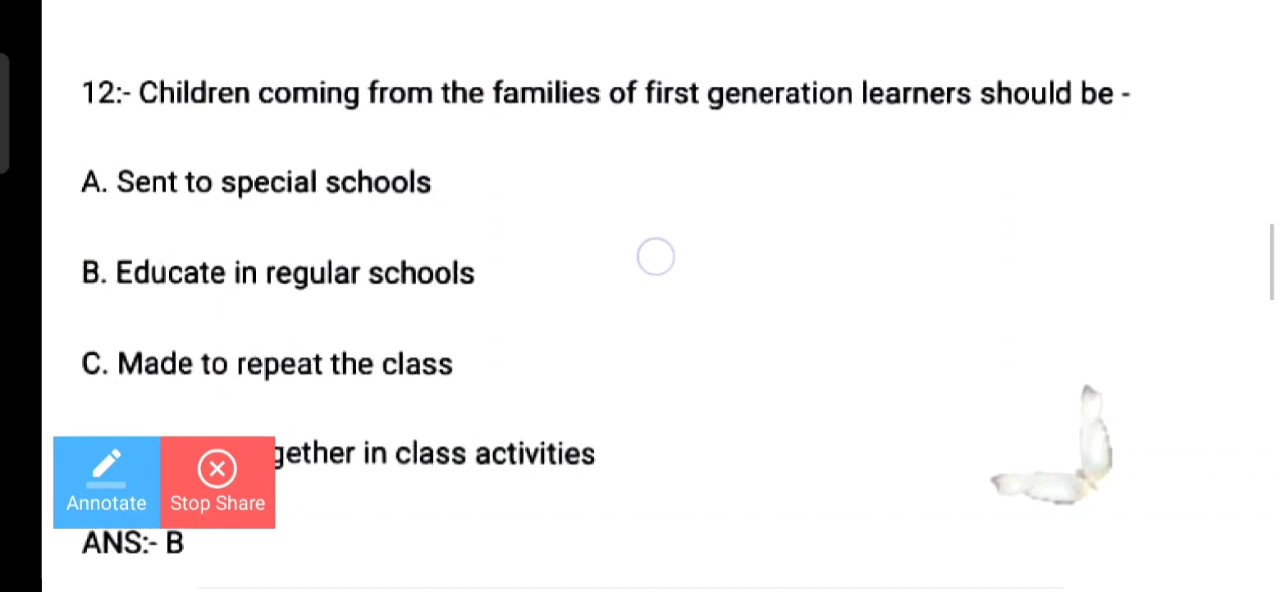 12:- Children coming from the families of first generation learners should be -
A. Sent to special schools
B. Educate in regular schools
C. Made to repeat the class
in class activities
Annotate Stop Share
ANS:- B